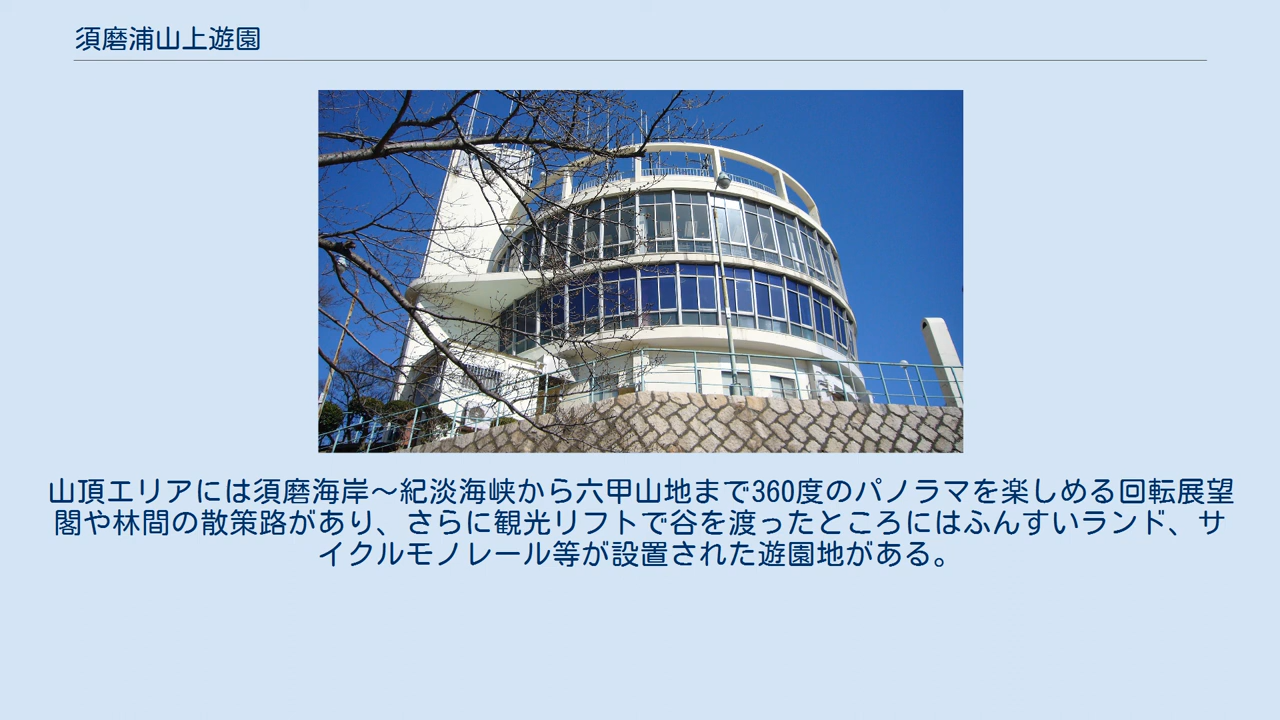 須磨浦山上遊園
山頂エリアには須磨海岸～紀淡海峡から六甲山地まで360度のパノラマを楽しめる回転展望
閣や林間の散策路があり、さらに観光リフトで谷を渡ったところにはふんすいランド、サ
イクルモノレール等が設置された遊園地がある。